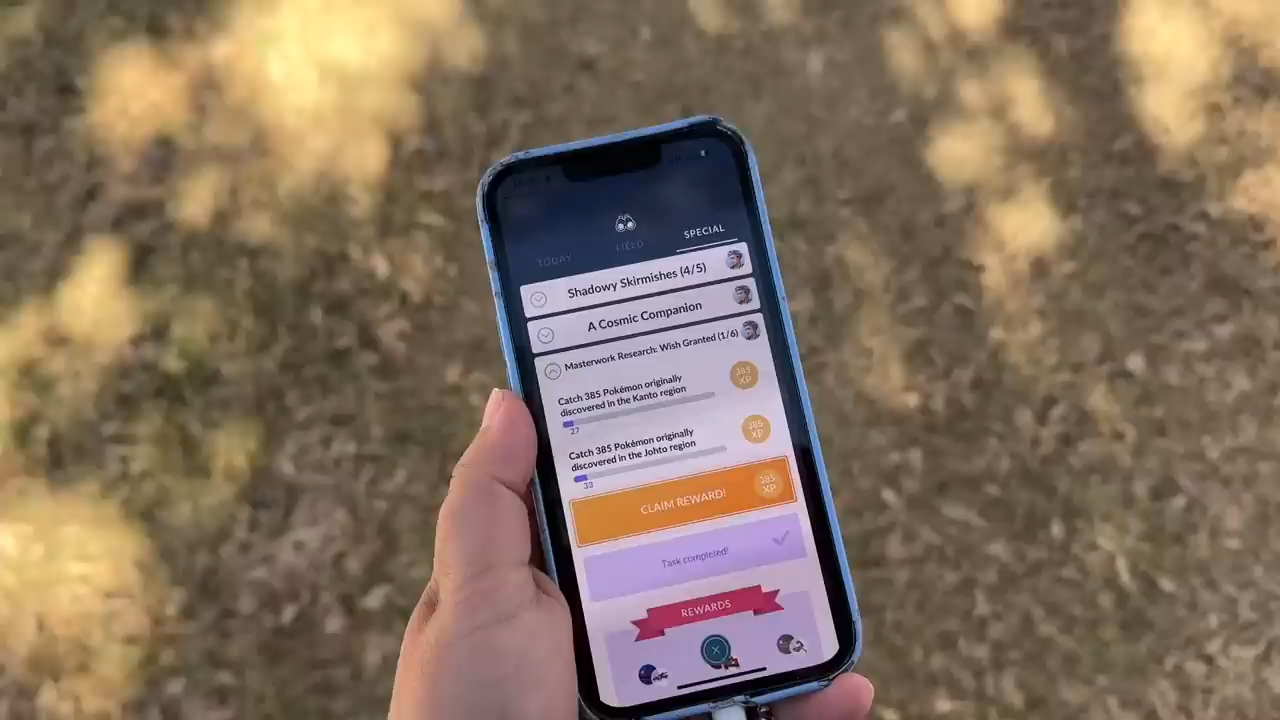 TODAY
FIELD
SPECIAL
Shadowy Skirmishes (4/5)
A Cosmic Companion
Masterwork Research: Wish Granted (1/6)
Catch 385 Pokémon originally
discovered in the Kanto region
385
XP
27
Catch 385 Pokémon originally
discovered in the Johto region
385
XP
33
CLAIM REWARD!
385
XP
Task completed!
REWARDS